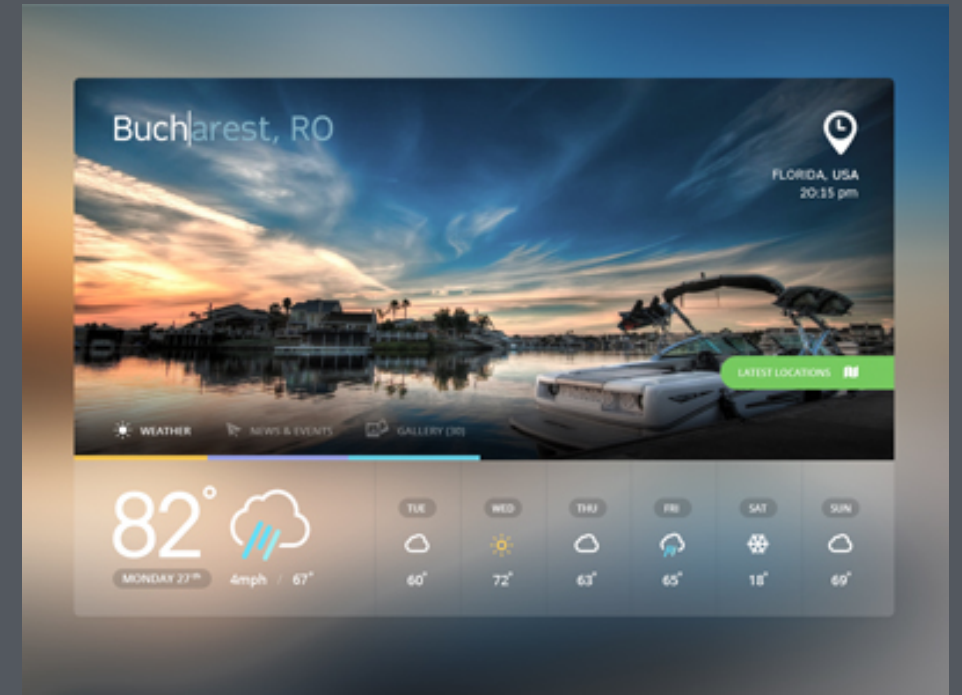 Bucharest, RO
FLORIDA, USA
20:15 pm
LATEST LOCATIONS
WEATHER
NEWS & EVENTS
GALLERY (30)
82°
MONDAY 27th
4mph / 67°
TUE
WED
THU
FRI
SAT
SUN
60°
72°
63°
65°
18°
69°